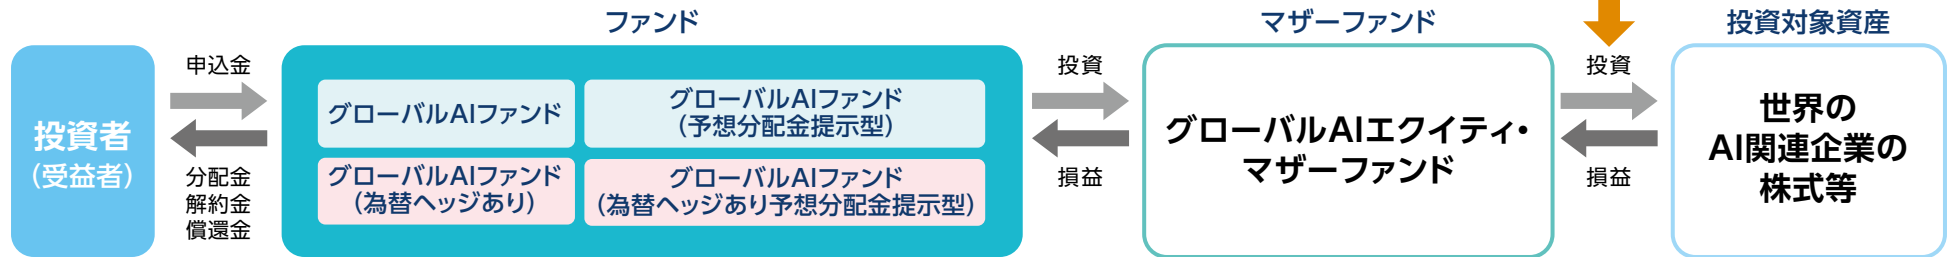 ファンド
マザーファンド
投資対象資産
投資者
(受益者)
申込金
分配金
解約金
償還金
グローバルAIファンド
グローバルAIファンド
(予想分配金提示型)
グローバルAIファンド
(為替ヘッジあり)
グローバルAIファンド
(為替ヘッジあり予想分配金提示型)
投資
損益
グローバルAIエクイティ・
マザーファンド
投資
損益
世界の
AI関連企業の
株式等